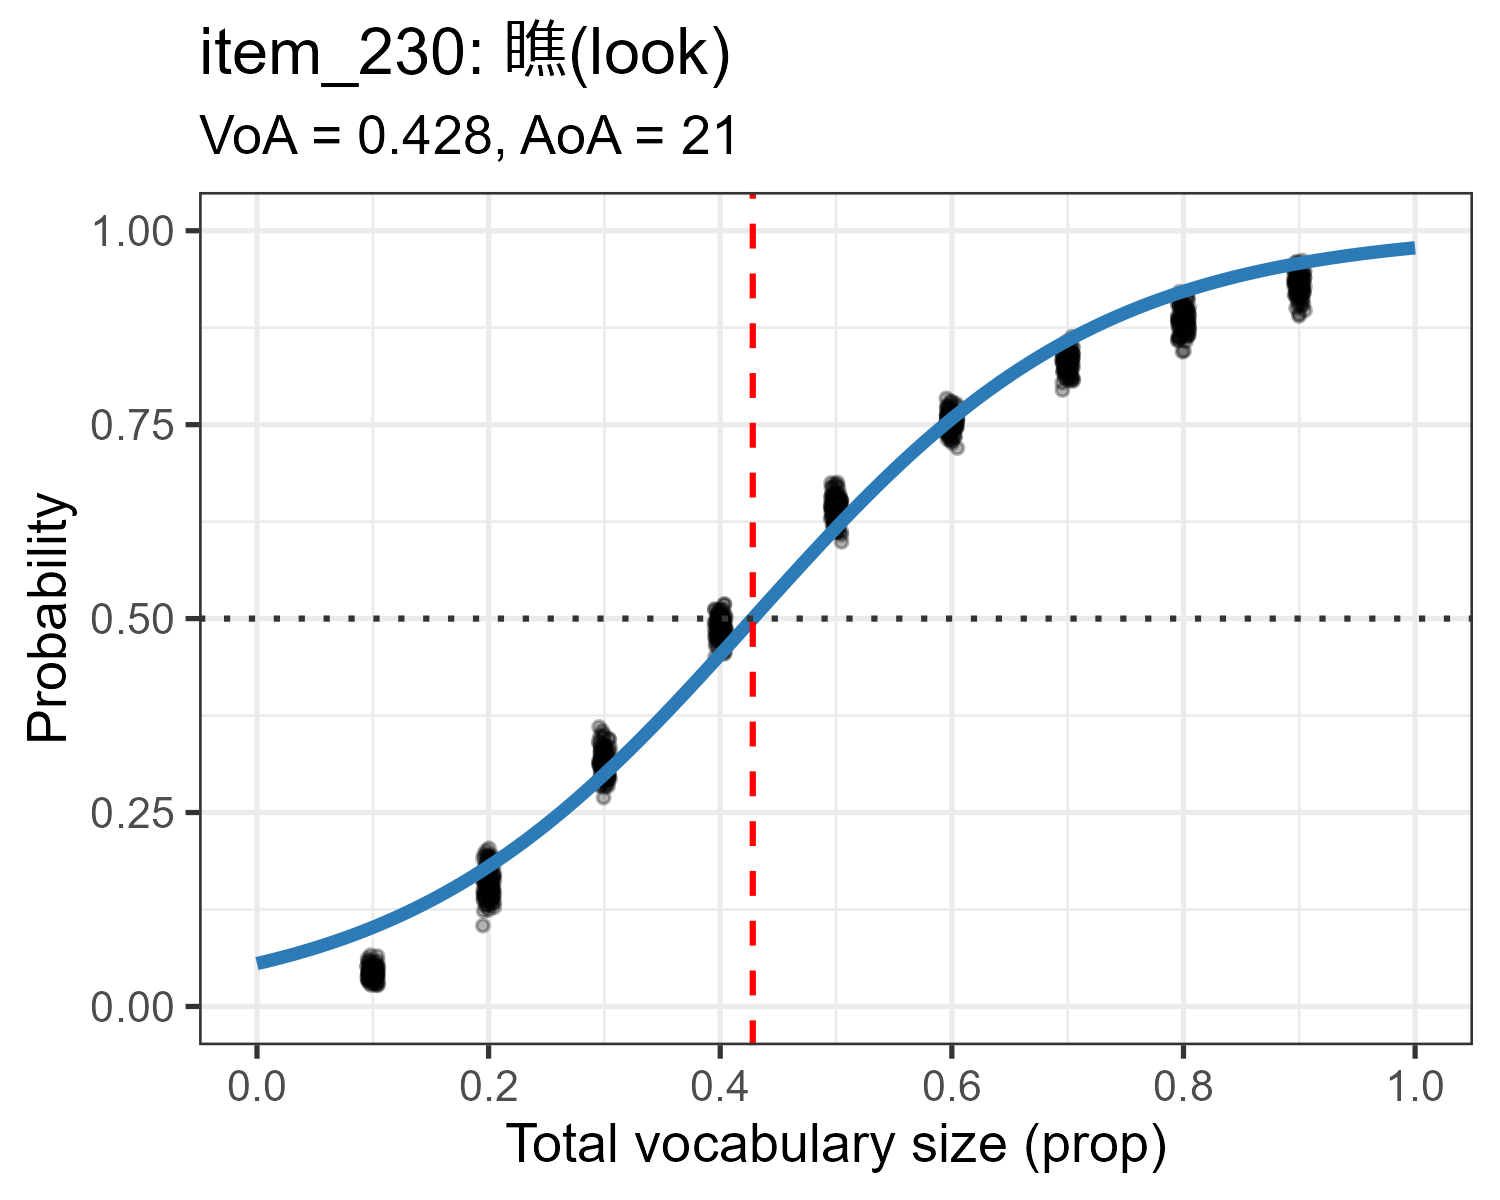 item_230: 瞧(look)
VoA = 0.428, AoA = 21
1.00
0.75
0.50
0.25
0.00
Probability
0.0 0.2 0.4 0.6 0.8 1.0
Total vocabulary size (prop)